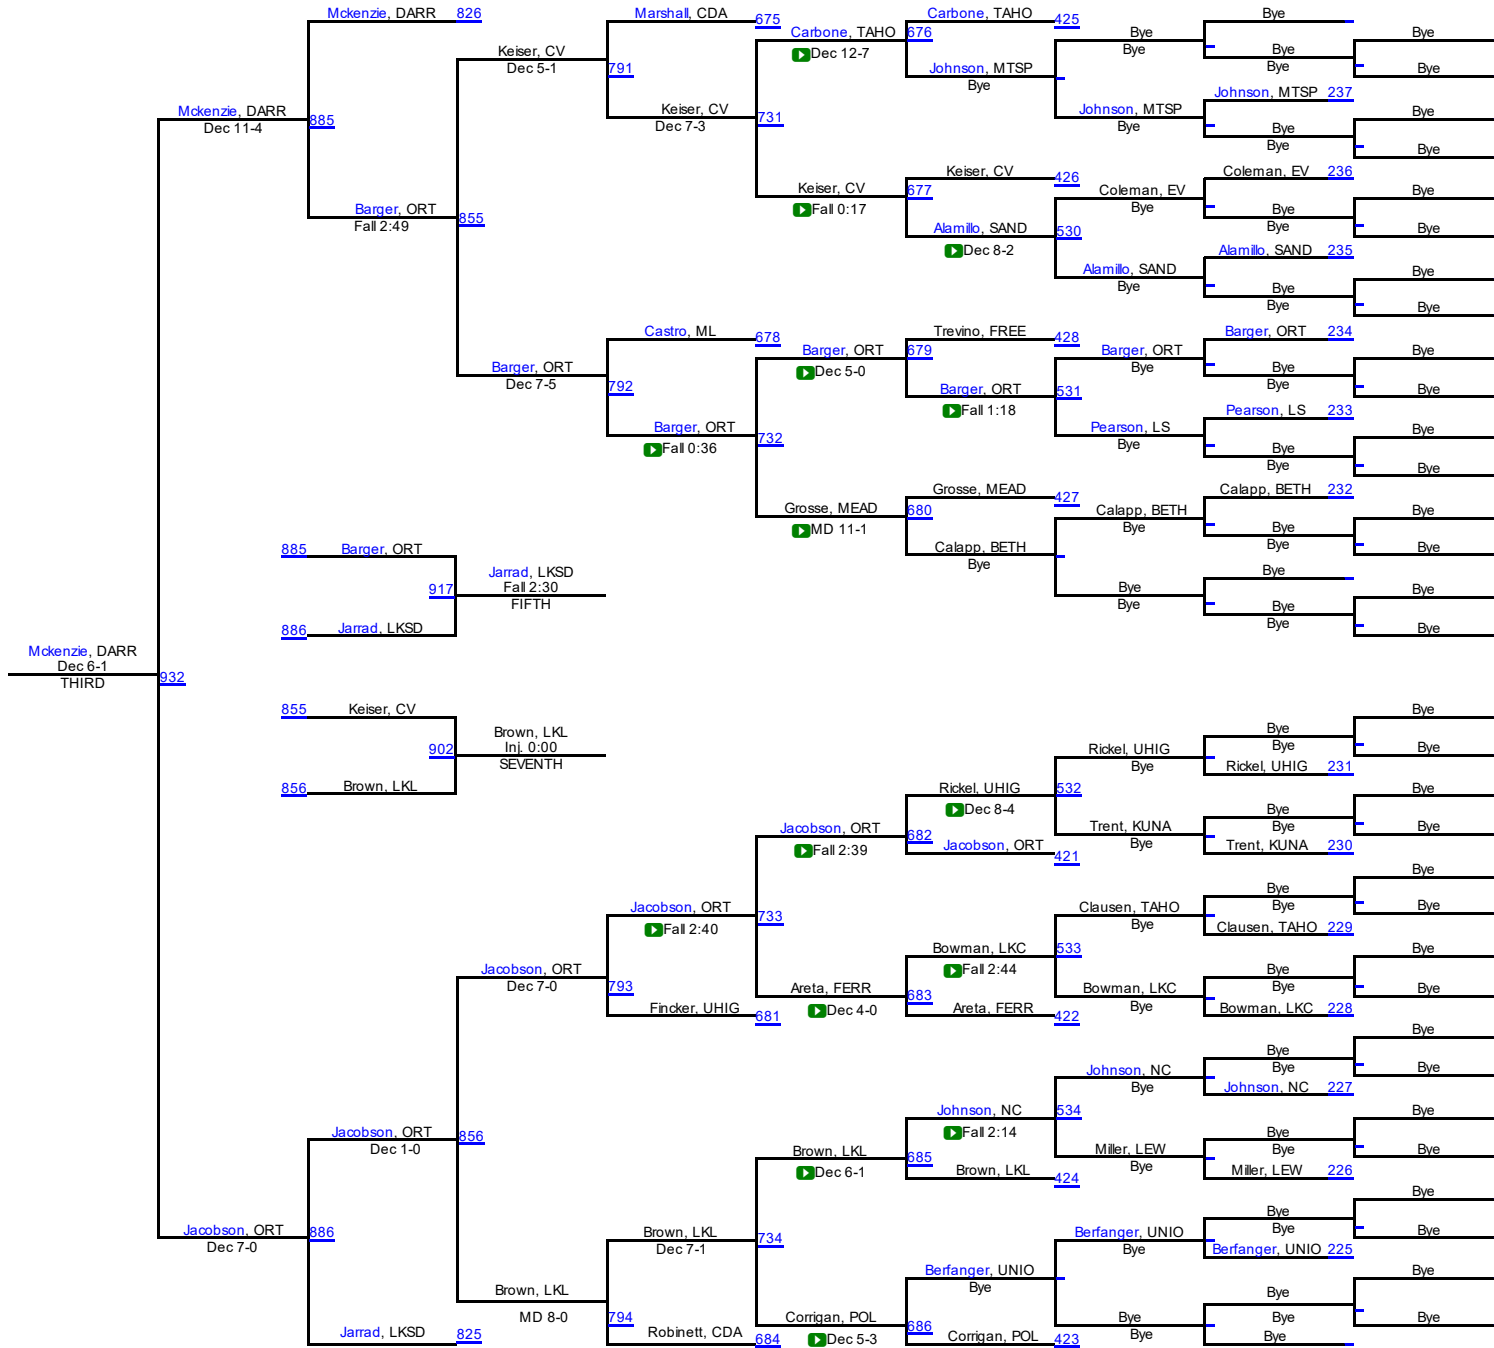 Mckenzie, DARR 826
Marshall, CDA 675
Carbone, TAHO 425
Bye
Keiser, CV
Dec 5-1
791
Carbone, TAHO 676
Dec 12-7
Bye
Bye
Bye
Bye
Bye
Johnson, MTSP
Bye
Bye
Mckenzie, DARR
Dec 11-4
885
Keiser, CV
Dec 7-3
731
Johnson, MTSP
Bye
Johnson, MTSP 237
Bye
Bye
Bye
Bye
Keiser, CV 426
Coleman, EV 236
Barger, ORT
Fall 2:49
855
Keiser, CV
Fall 0:17
677
Coleman, EV
Bye
Bye
Bye
Bye
Bye
Alamillo, SAND
Dec 8-2
530
Alamillo, SAND
Bye
Alamillo, SAND 235
Bye
Bye
Bye
Bye
Castro, ML 678
Trevino, FREE 428
Barger, ORT 234
Barger, ORT
Dec 7-5
792
Barger, ORT
Dec 5-0
679
Barger, ORT
Bye
Bye
Bye
Bye
Barger, ORT
Fall 1:18
531
Barger, ORT
Fall 0:36
732
Pearson, LS
Bye
Pearson, LS 233
Bye
Bye
Bye
Bye
Grosse, MEAD 427
Calapp, BETH 232
Grosse, MEAD
MD 11-1
680
Calapp, BETH
Bye
Bye
Bye
Bye
Bye
Calapp, BETH
Bye
885 Barger, ORT
917
Jarrad, LKSD
Fall 2:30
FIFTH
Bye
Bye
Bye
Bye
Bye
Bye
Bye
886 Jarrad, LKSD
Mckenzie, DARR
Dec 6-1
THIRD
932
855 Keiser, CV
902
Brown, LKL
Inj. 0:00
SEVENTH
Bye
Bye
Bye
Bye
Rickel, UHIG
Bye
Rickel, UHIG 231
856 Brown, LKL
Rickel, UHIG
Dec 8-4
532
Bye
Bye
Bye
Bye
Jacobson, ORT
Fall 2:39
682
Jacobson, ORT 421
Trent, KUNA
Bye
Trent, KUNA 230
Bye
Bye
Bye
Bye
Jacobson, ORT
Fall 2:40
733
Clausen, TAHO
Bye
Clausen, TAHO 229
Bowman, LKC
Fall 2:44
533
Bye
Bye
Bye
Bye
Jacobson, ORT
Dec 7-0
793
Areta, FERR
Dec 4-0
683
Bowman, LKC
Bye
Bowman, LKC 228
Fincker, UHIG 681
Areta, FERR 422
Bye
Bye
Bye
Bye
Johnson, NC
Bye
Johnson, NC 227
Johnson, NC
Fall 2:14
534
Bye
Bye
Bye
Bye
Jacobson, ORT
Dec 1-0
856
Brown, LKL
Dec 6-1
685
Brown, LKL 424
Miller, LEW
Bye
Miller, LEW 226
Bye
Bye
Bye
Bye
Jacobson, ORT
Dec 7-0
886
Brown, LKL
Dec 7-1
734
Berfanger, UNIO
Bye
Berfanger, UNIO 225
Berfanger, UNIO
Bye
Bye
Bye
Bye
Brown, LKL
MD 8-0
794
Corrigan, POL
Dec 5-3
686
Bye
Bye
Bye
Bye
Jarrad, LKSD 825
Robinett, CDA 684
Corrigan, POL 423
Bye